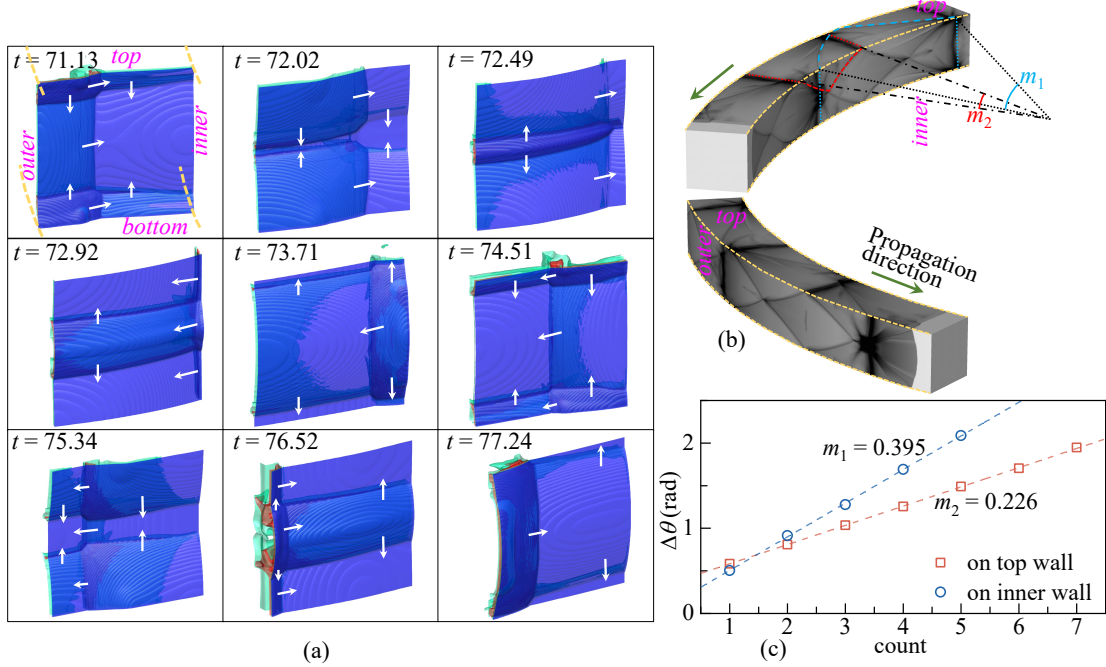 t = 71.13
top
outer
inner
bottom
t = 72.02
t = 72.49
t = 72.92
t = 73.71
t = 74.51
t = 75.34
t = 76.52
t = 77.24
(a)
(b)
top
m₁
m₂
inner
top
outer
Propagation
direction
Δθ (rad)
2
1
0
m₁ = 0.395
m₂ = 0.226
on top wall
on inner wall
1 2 3 4 5 6 7
count
(c)